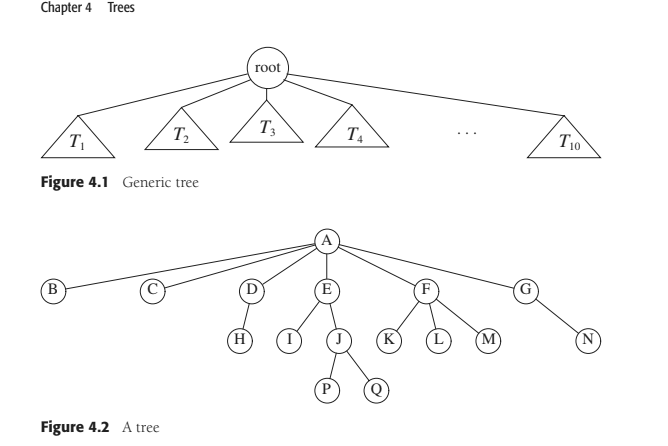 Chapter 4 Trees
root
T1 T2 T3 T4 ... T10
Figure 4.1 Generic tree
A
B C D E F G
H I J K L M N
P Q
Figure 4.2 A tree